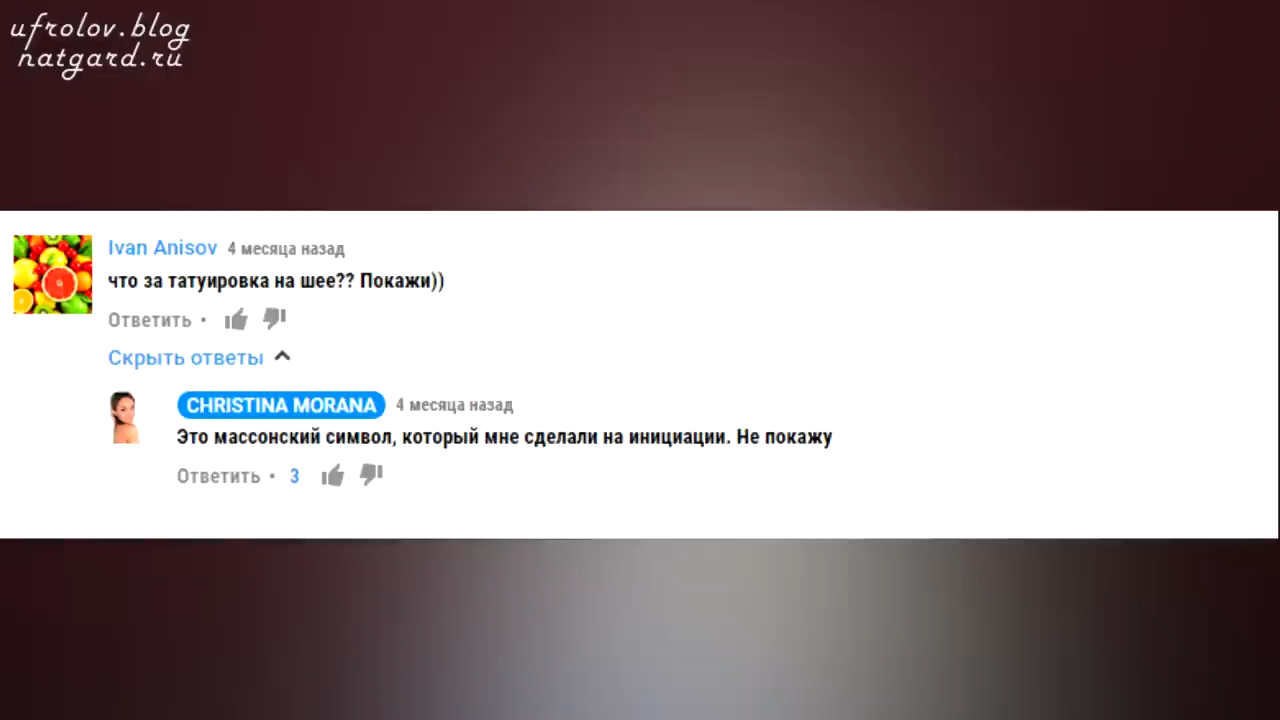 ufrolov.blog
natgard.ru
Ivan Anisov 4 месяца назад
что за татуировка на шее?? Покажи))
Ответить •
Скрыть ответы
CHRISTINA MORANA 4 месяца назад
Это массонский символ, который мне сделали на инициации. Не покажу
Ответить • 3